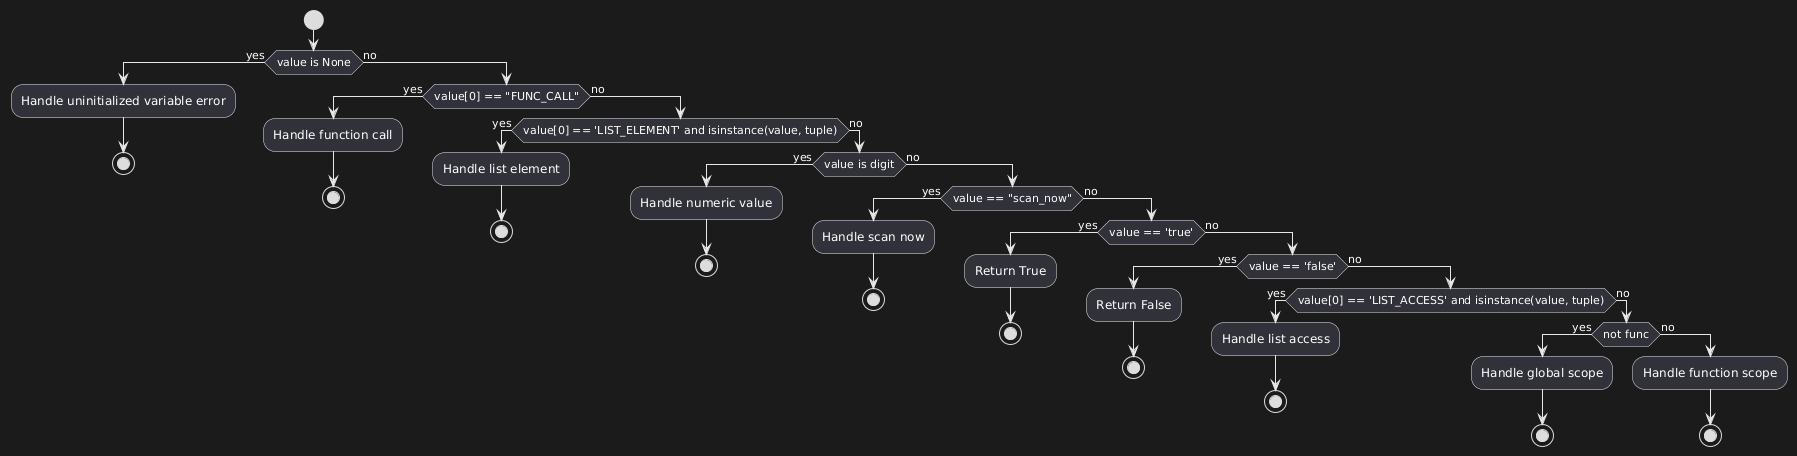 yes
value is None
no
Handle uninitialized variable error
yes
value[0] == "FUNC_CALL"
no
Handle function call
yes
value[0] == 'LIST_ELEMENT' and isinstance(value, tuple)
no
Handle list element
yes
value is digit
no
Handle numeric value
yes
value == "scan_now"
no
Handle scan now
yes
value == 'true'
no
Return True
yes
value == 'false'
no
Return False
yes
value[0] == 'LIST_ACCESS' and isinstance(value, tuple)
no
Handle list access
yes
not func
no
Handle global scope
Handle function scope